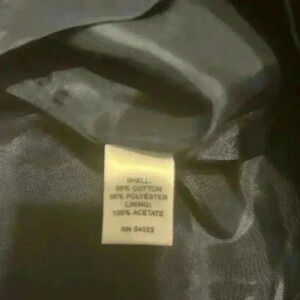 SHELL:
65% COTTON
35% POLYESTER
LINING:
100% ACETATE
RN 54023